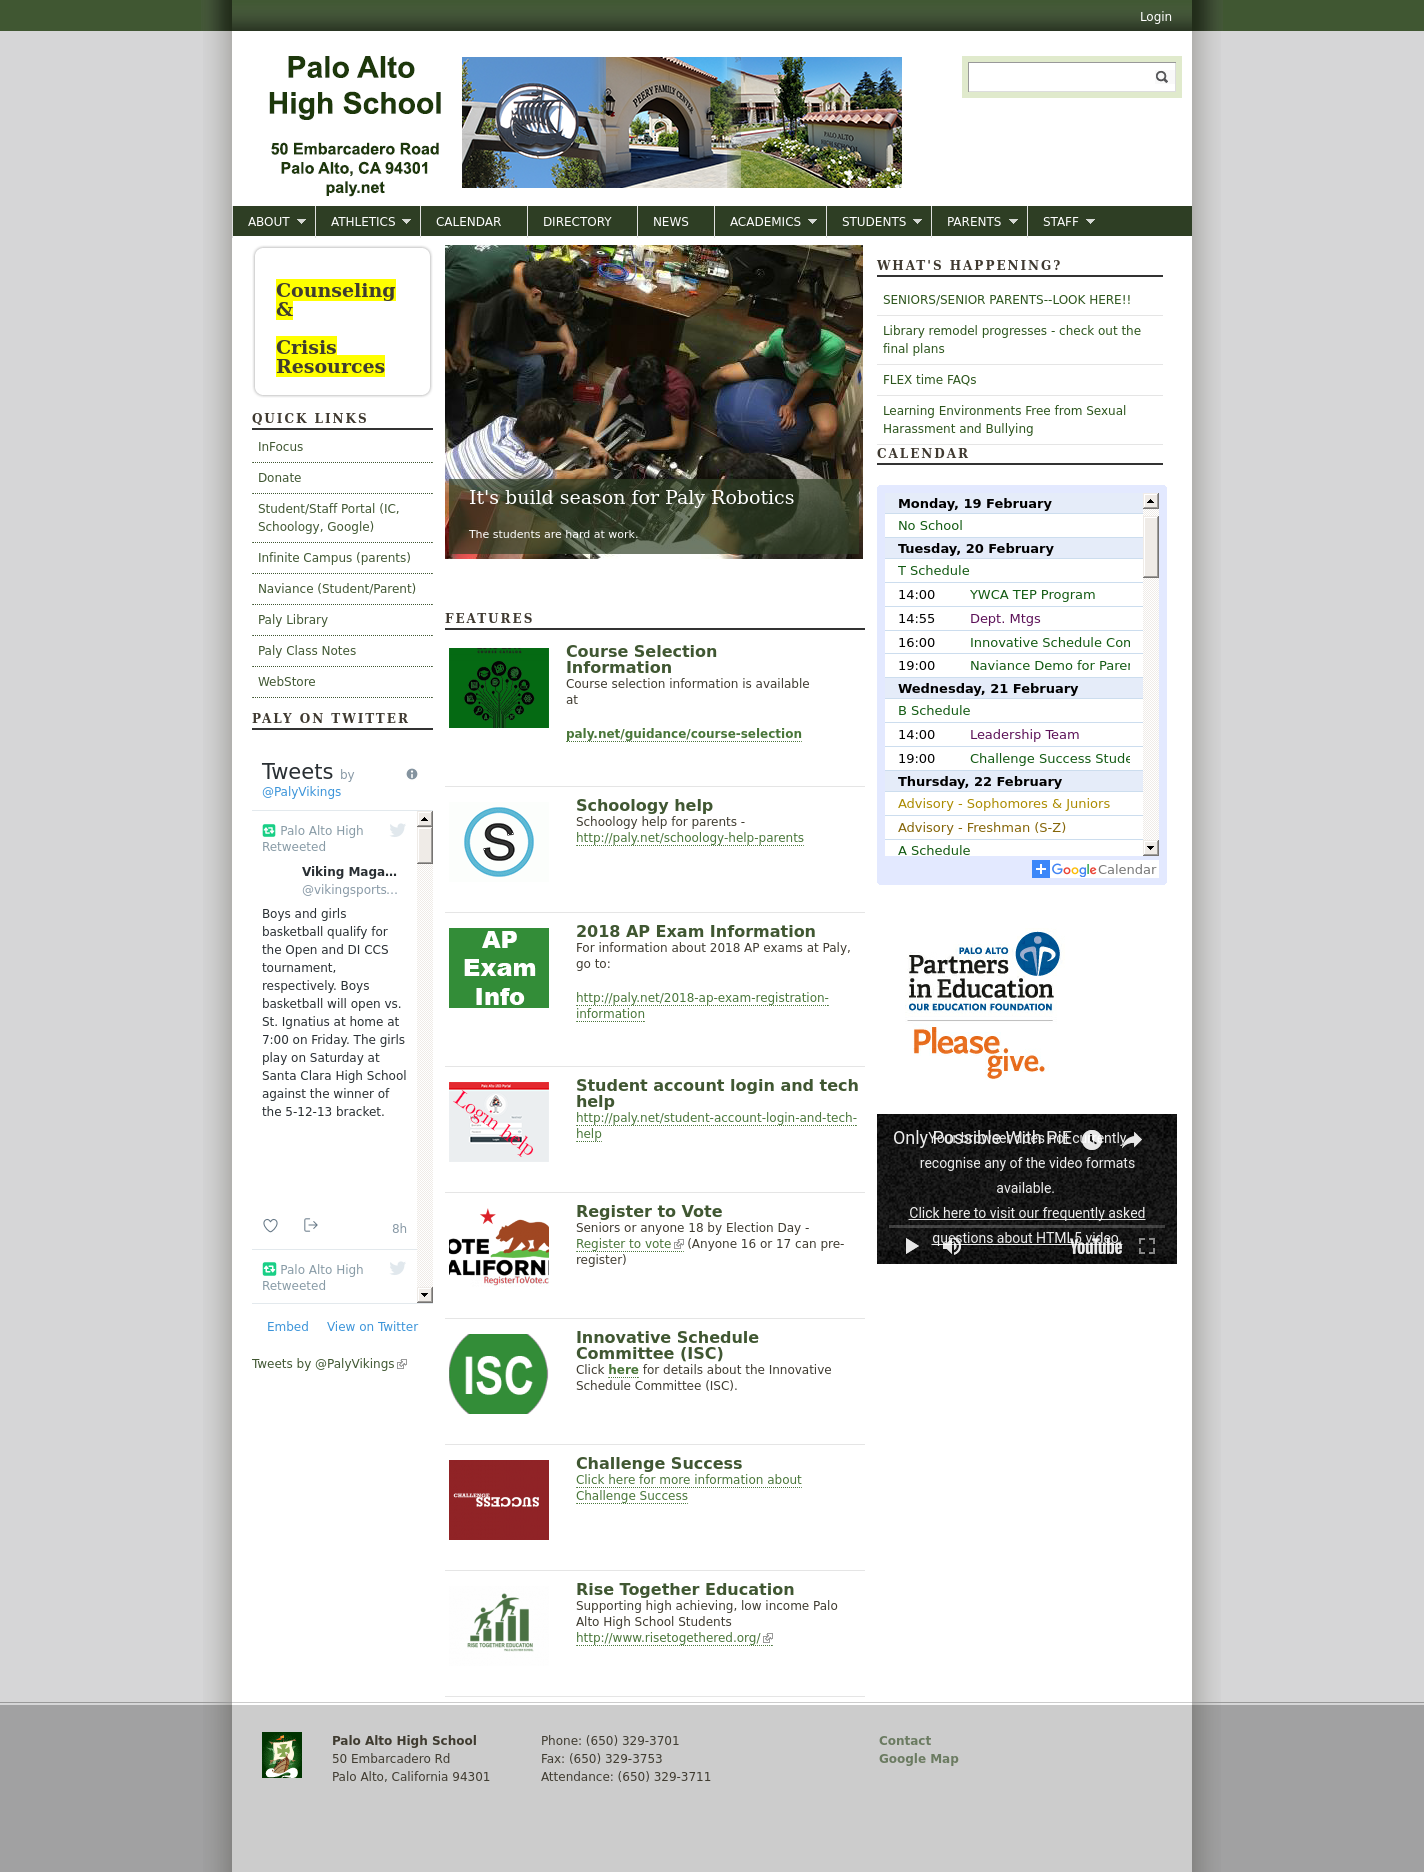 Login
Palo Alto
High School
50 Embarcadero Road
Palo Alto, CA 94301
paly.net
PEERY FAMILY CENTER
PALO ALTO
HIGH SCHOOL
ABOUT
ATHLETICS
CALENDAR
DIRECTORY
NEWS
ACADEMICS
STUDENTS
PARENTS
STAFF
Counseling
&
Crisis
Resources
QUICK LINKS
InFocus
Donate
Student/Staff Portal (IC,
Schoology, Google)
Infinite Campus (parents)
Naviance (Student/Parent)
Paly Library
Paly Class Notes
WebStore
PALY ON TWITTER
Tweets by
@PalyVikings
Palo Alto High
Retweeted
Viking Maga...
@vikingsports...
Boys and girls
basketball qualify for
the Open and DI CCS
tournament,
respectively. Boys
basketball will open vs.
St. Ignatius at home at
7:00 on Friday. The girls
play on Saturday at
Santa Clara High School
against the winner of
the 5-12-13 bracket.
8h
Palo Alto High
Retweeted
Embed
View on Twitter
Tweets by @PalyVikings
It's build season for Paly Robotics
The students are hard at work.
FEATURES
Course Selection
Information
Course selection information is available
at
paly.net/guidance/course-selection
S
Schoology help
Schoology help for parents -
http://paly.net/schoology-help-parents
AP
Exam
Info
2018 AP Exam Information
For information about 2018 AP exams at Paly,
go to:
http://paly.net/2018-ap-exam-registration-
information
Login help
Student account login and tech
help
http://paly.net/student-account-login-and-tech-
help
OTE
ALIFORNI
RegisterToVote.c
Register to Vote
Seniors or anyone 18 by Election Day -
Register to vote (Anyone 16 or 17 can pre-
register)
ISC
Innovative Schedule
Committee (ISC)
Click here for details about the Innovative
Schedule Committee (ISC).
CHALLENGE
SUCCESS
Challenge Success
Click here for more information about
Challenge Success
RISE TOGETHER EDUCATION
Rise Together Education
Supporting high achieving, low income Palo
Alto High School Students
http://www.risetogethered.org/
WHAT'S HAPPENING?
SENIORS/SENIOR PARENTS--LOOK HERE!!
Library remodel progresses - check out the
final plans
FLEX time FAQs
Learning Environments Free from Sexual
Harassment and Bullying
CALENDAR
Monday, 19 February
No School
Tuesday, 20 February
T Schedule
14:00 YWCA TEP Program
14:55 Dept. Mtgs
16:00 Innovative Schedule Con
19:00 Naviance Demo for Parer
Wednesday, 21 February
B Schedule
14:00 Leadership Team
19:00 Challenge Success Stude
Thursday, 22 February
Advisory - Sophomores & Juniors
Advisory - Freshman (S-Z)
A Schedule
Google Calendar
PALO ALTO
Partners
in Education
OUR EDUCATION FOUNDATION
Please
give.
Only Possible With PiE
Your browser does not currently
recognise any of the video formats
available.
Click here to visit our frequently asked
questions about HTML5 video.
YouTube
Palo Alto High School
50 Embarcadero Rd
Palo Alto, California 94301
Phone: (650) 329-3701
Fax: (650) 329-3753
Attendance: (650) 329-3711
Contact
Google Map